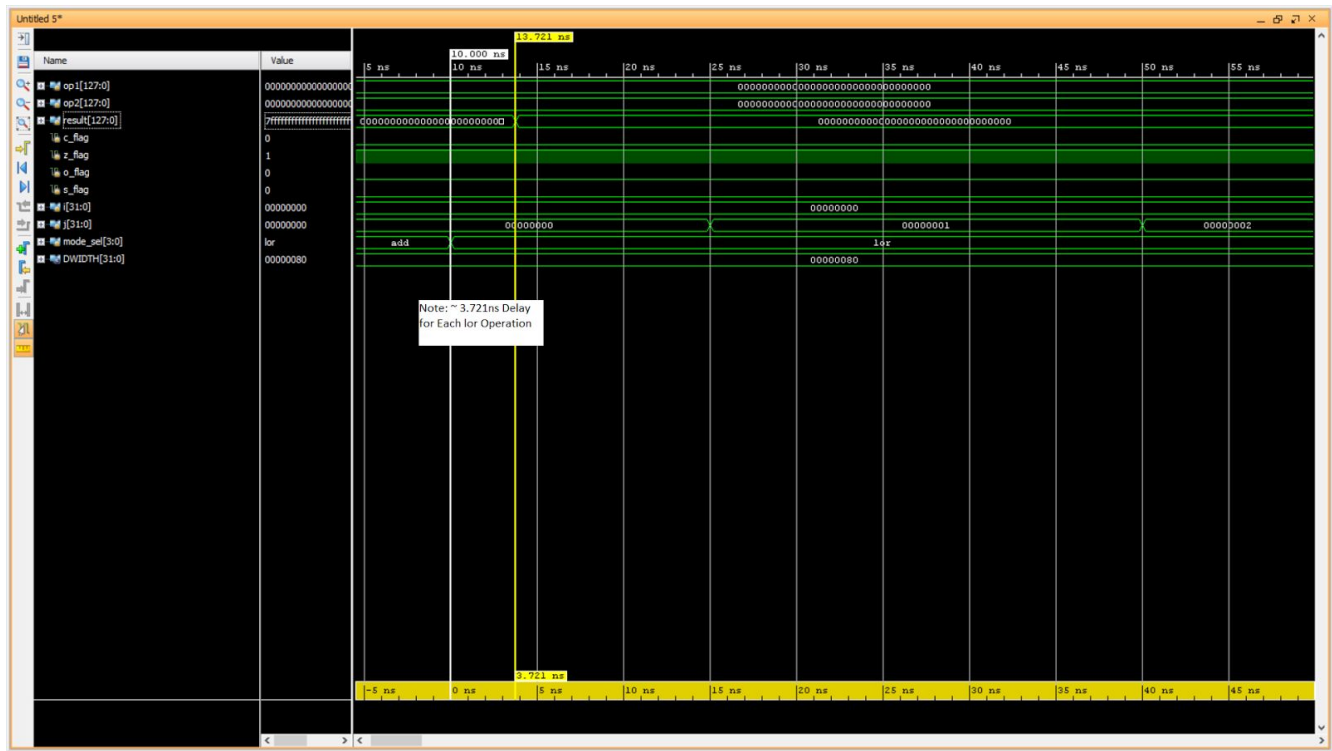 Untitled 5*
13.721 ns
10.000 ns
Name Value
5 ns 10 ns 15 ns 20 ns 25 ns 30 ns 35 ns 40 ns 45 ns 50 ns 55 ns
op1[127:0] 00000000000000000 00000000000000000000000000000000
op2[127:0] 00000000000000000 00000000000000000000000000000000
result[127:0] 00000000000000000000000000000000
c_flag 0
z_flag 1
o_flag 0
s_flag 0
i[31:0] 00000000 00000000
j[31:0] 00000000 00000000 00000001 00000002
mode_sel[3:0] lor add lor
DWIDTH[31:0] 00000080 00000080
Note: ~ 3.721ns Delay
for Each lor Operation
3.721 ns
-5 ns 0 ns 5 ns 10 ns 15 ns 20 ns 25 ns 30 ns 35 ns 40 ns 45 ns